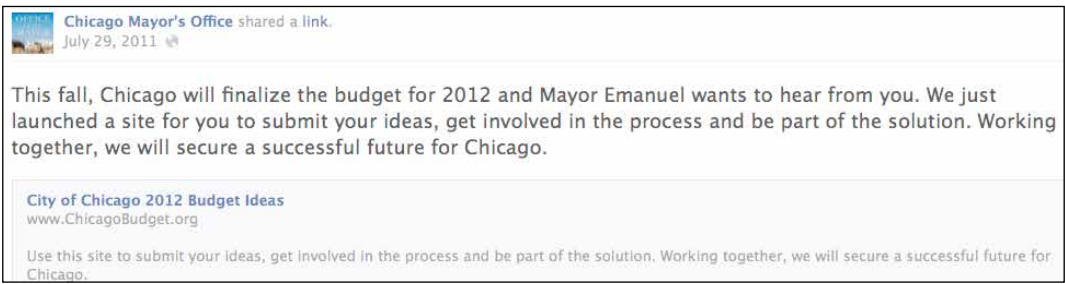 OFFICE
MAYOR
Chicago Mayor's Office shared a link.
July 29, 2011
This fall, Chicago will finalize the budget for 2012 and Mayor Emanuel wants to hear from you. We just
launched a site for you to submit your ideas, get involved in the process and be part of the solution. Working
together, we will secure a successful future for Chicago.
City of Chicago 2012 Budget Ideas
www.ChicagoBudget.org
Use this site to submit your ideas, get involved in the process and be part of the solution. Working together, we will secure a successful future for
Chicago.